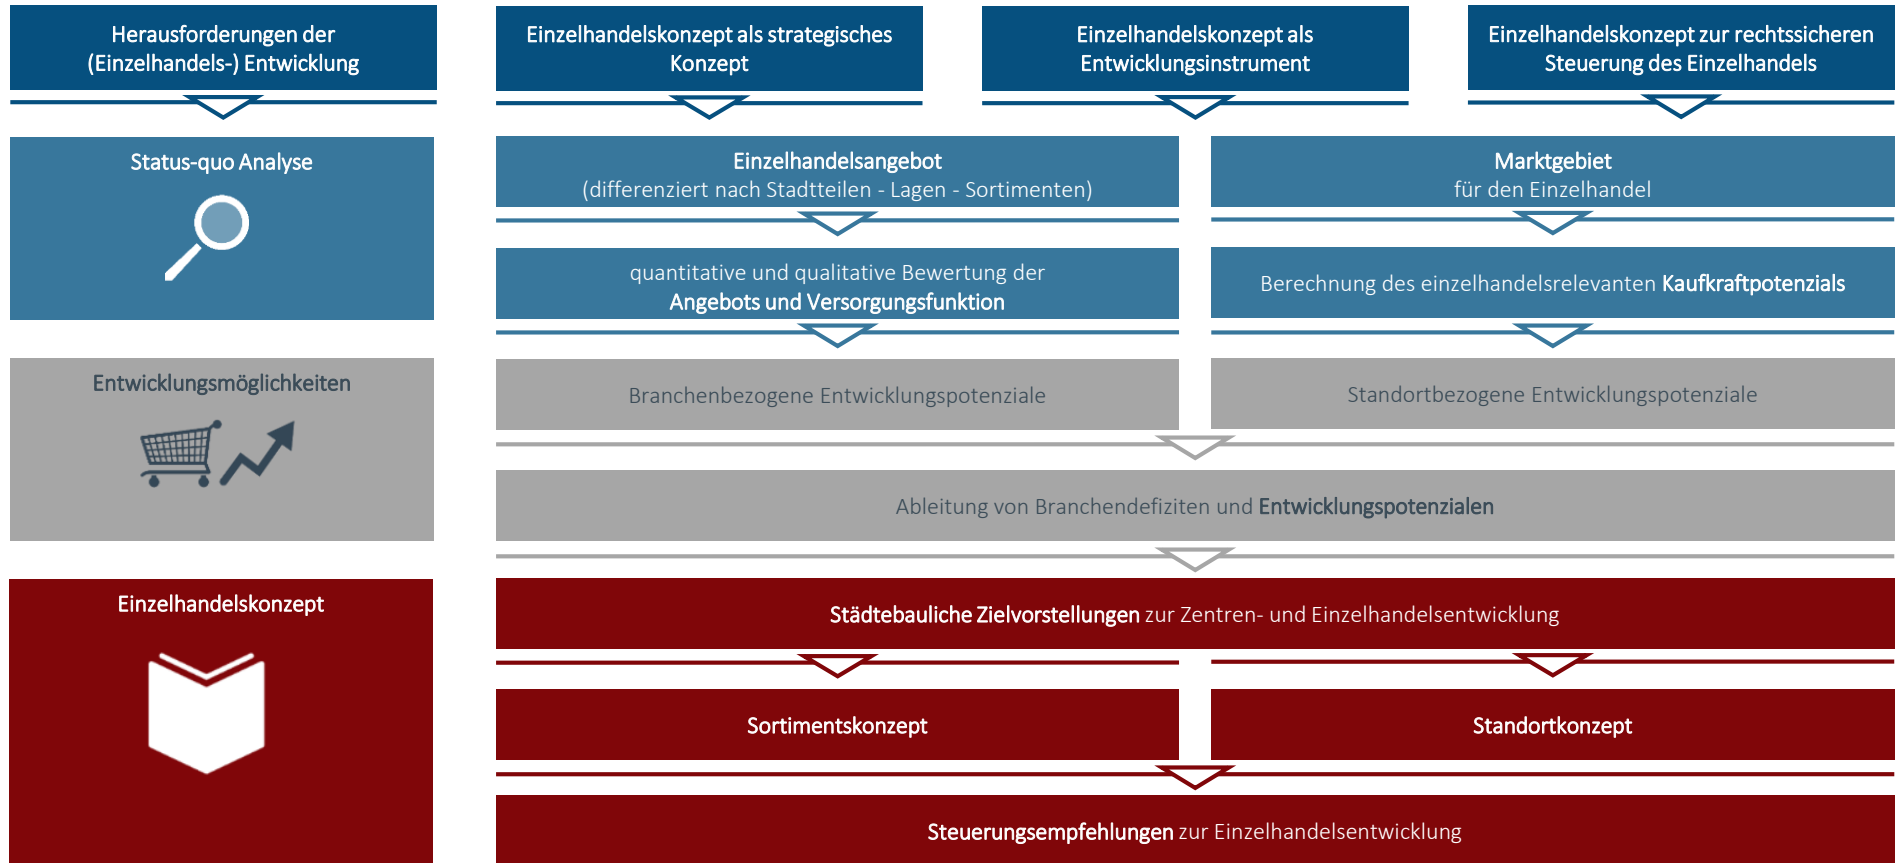 Herausforderungen der
(Einzelhandels-) Entwicklung
Einzelhandelskonzept als strategisches
Konzept
Einzelhandelskonzept als
Entwicklungsinstrument
Einzelhandelskonzept zur rechtssicheren
Steuerung des Einzelhandels
Status-quo Analyse
Einzelhandelsangebot
(differenziert nach Stadtteilen - Lagen - Sortimenten)
Marktgebiet
für den Einzelhandel
quantitative und qualitative Bewertung der
Angebots und Versorgungsfunktion
Berechnung des einzelhandelsrelevanten Kaufkraftpotenzials
Entwicklungsmöglichkeiten
Branchenbezogene Entwicklungspotenziale
Standortbezogene Entwicklungspotenziale
Ableitung von Branchendefiziten und Entwicklungspotenzialen
Einzelhandelskonzept
Städtebauliche Zielvorstellungen zur Zentren- und Einzelhandelsentwicklung
Sortimentskonzept
Standortkonzept
Steuerungsempfehlungen zur Einzelhandelsentwicklung